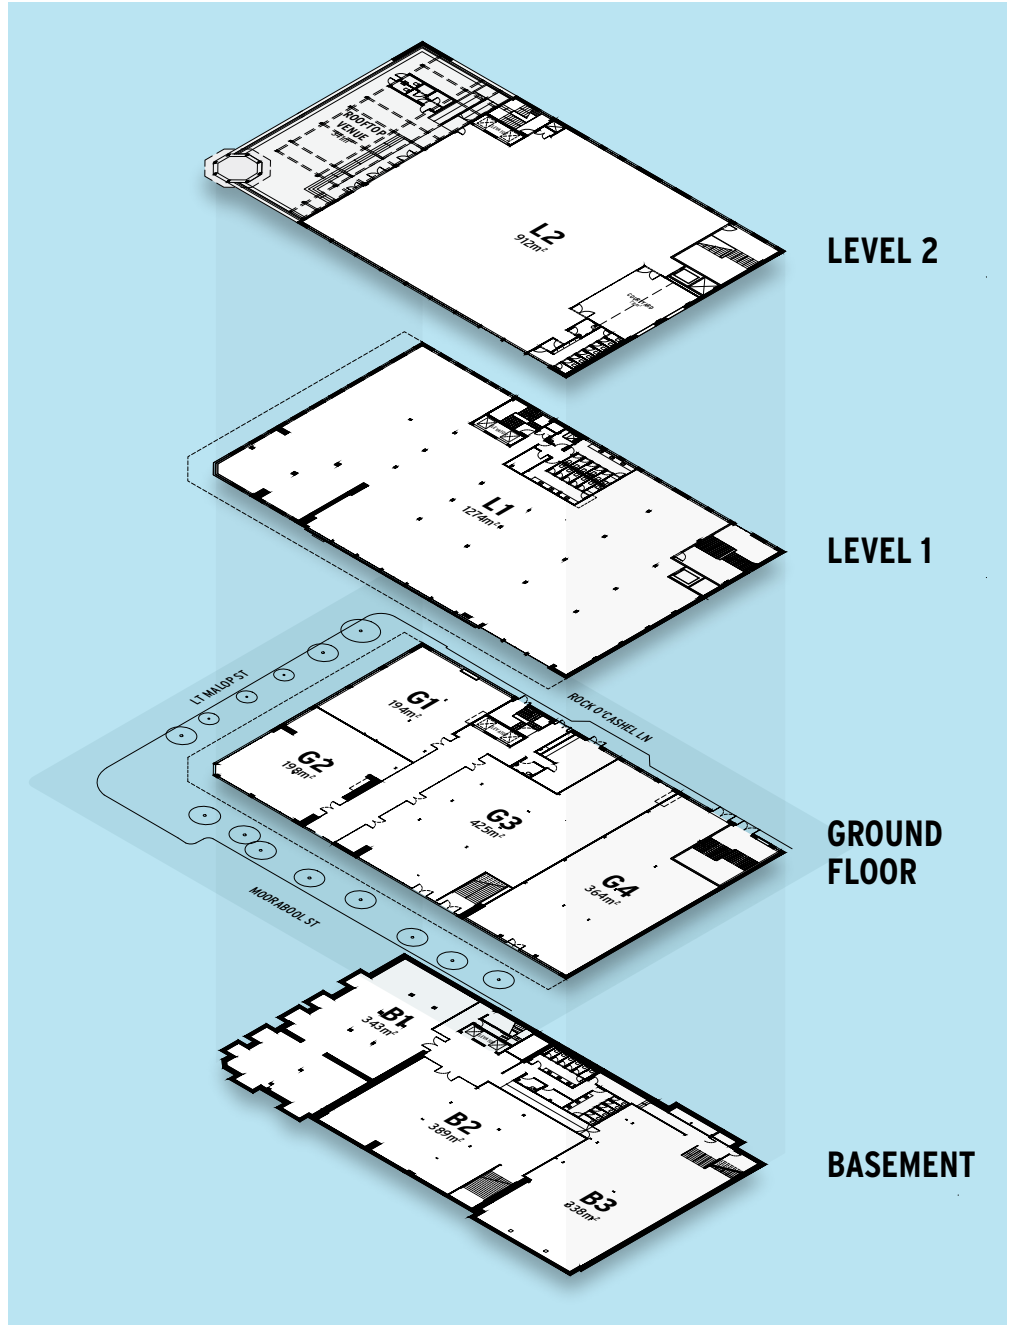 ROOFTOP
VENUE
L2
912m²
LEVEL 2
L1
1274m²
LEVEL 1
LT MALOP ST
ROCK O'CASHEL LN
G1
194m²
G2
198m²
G3
425m²
G4
364m²
GROUND
FLOOR
MOORABOOL ST
B1
343m²
B2
389m²
BASEMENT
B3